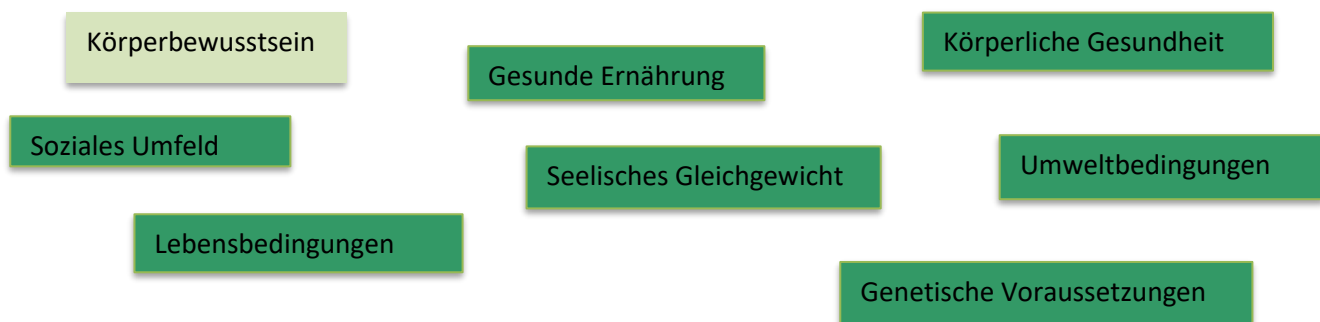 Körperbewusstsein
Körperliche Gesundheit
Gesunde Ernährung
Soziales Umfeld
Umweltbedingungen
Seelisches Gleichgewicht
Lebensbedingungen
Genetische Voraussetzungen